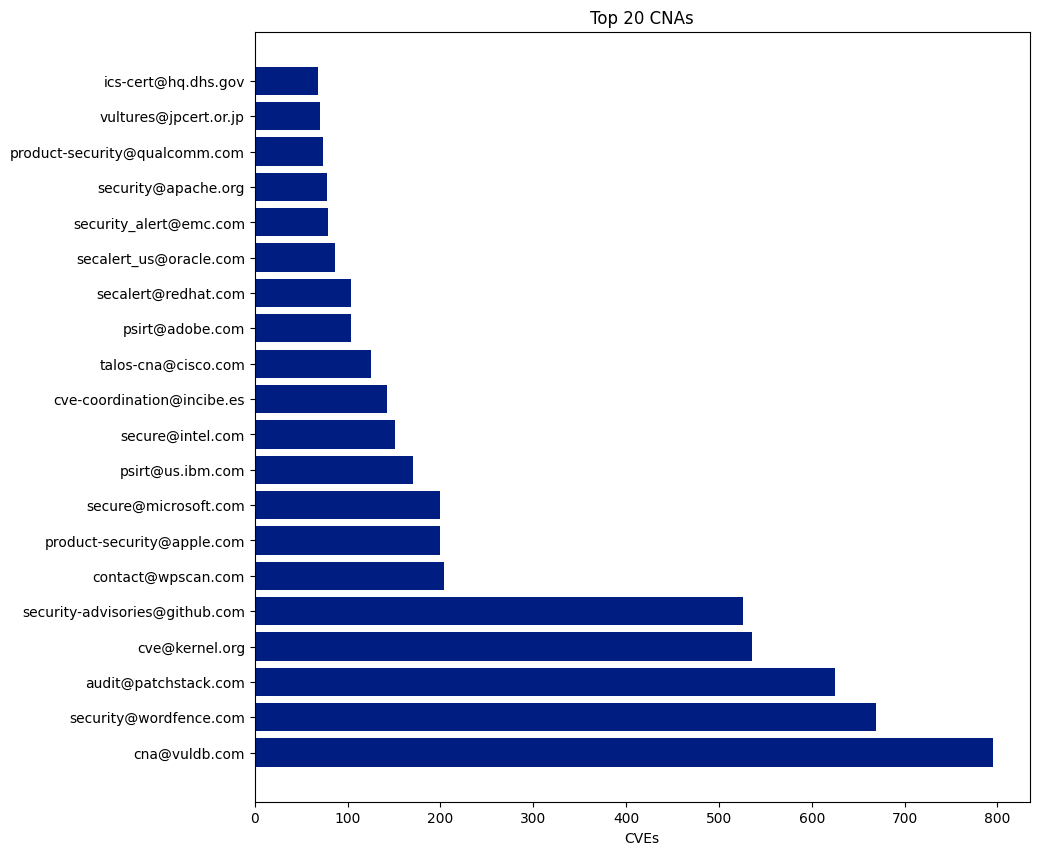 Top 20 CNAs
ics-cert@hq.dhs.gov
vultures@jpcert.or.jp
product-security@qualcomm.com
security@apache.org
security_alert@emc.com
secalert_us@oracle.com
secalert@redhat.com
psirt@adobe.com
talos-cna@cisco.com
cve-coordination@incibe.es
secure@intel.com
psirt@us.ibm.com
secure@microsoft.com
product-security@apple.com
contact@wpscan.com
security-advisories@github.com
cve@kernel.org
audit@patchstack.com
security@wordfence.com
cna@vuldb.com
0 100 200 300 400 500 600 700 800
CVEs